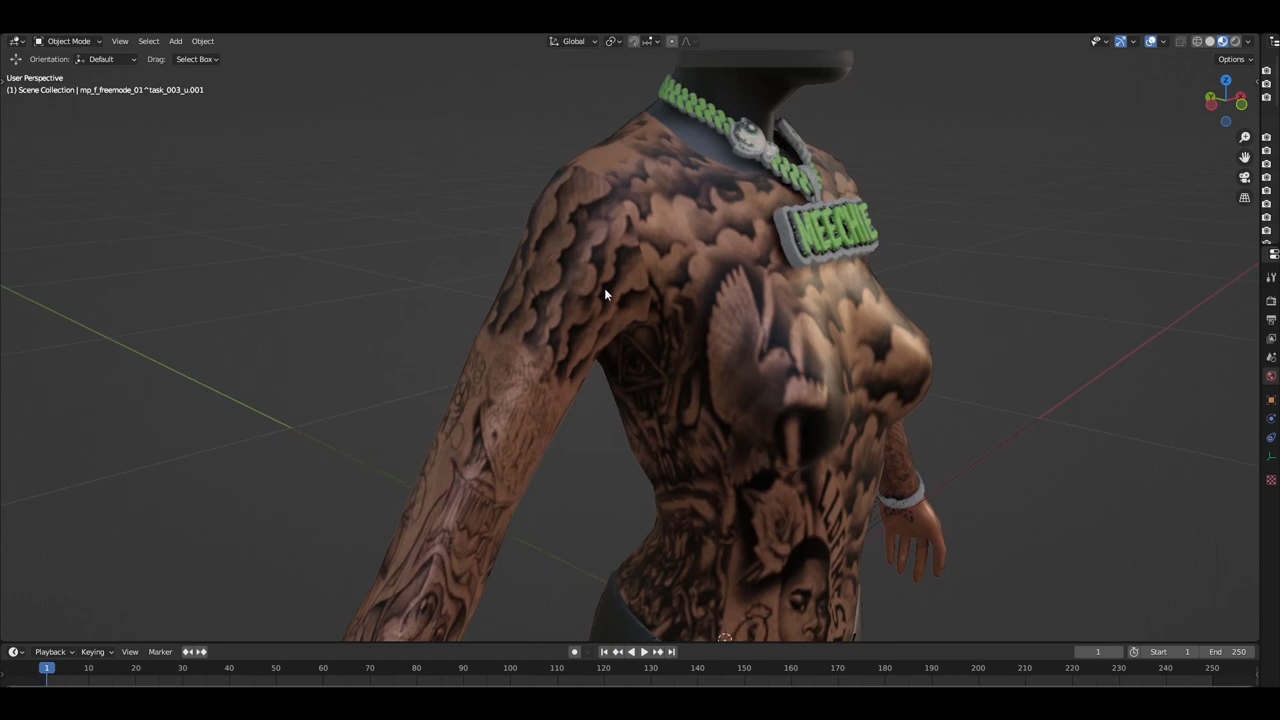 Object Mode View Select Add Object Global Options
Orientation: Default Drag: Select Box
User Perspective
(1) Scene Collection | mp_f_freemode_01^task_003_u.001
Z
Y X
MEECHIE
Playback Keying View Marker 1 Start 1 End 250
1 10 20 30 40 50 60 70 80 90 100 110 120 130 140 150 160 170 180 190 200 210 220 230 240 250